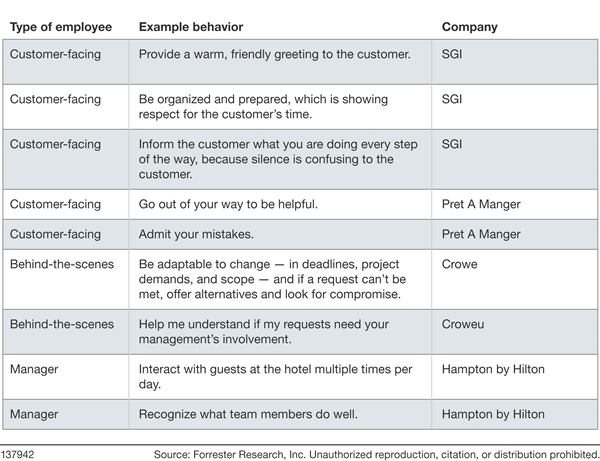 Type of employee Example behavior Company
Customer-facing Provide a warm, friendly greeting to the customer. SGI
Customer-facing Be organized and prepared, which is showing SGI
respect for the customer's time.
Customer-facing Inform the customer what you are doing every step SGI
of the way, because silence is confusing to the
customer.
Customer-facing Go out of your way to be helpful. Pret A Manger
Customer-facing Admit your mistakes. Pret A Manger
Behind-the-scenes Be adaptable to change — in deadlines, project Crowe
demands, and scope — and if a request can't be
met, offer alternatives and look for compromise.
Behind-the-scenes Help me understand if my requests need your Croweu
management's involvement.
Manager Interact with guests at the hotel multiple times per Hampton by Hilton
day.
Manager Recognize what team members do well. Hampton by Hilton
137942 Source: Forrester Research, Inc. Unauthorized reproduction, citation, or distribution prohibited.